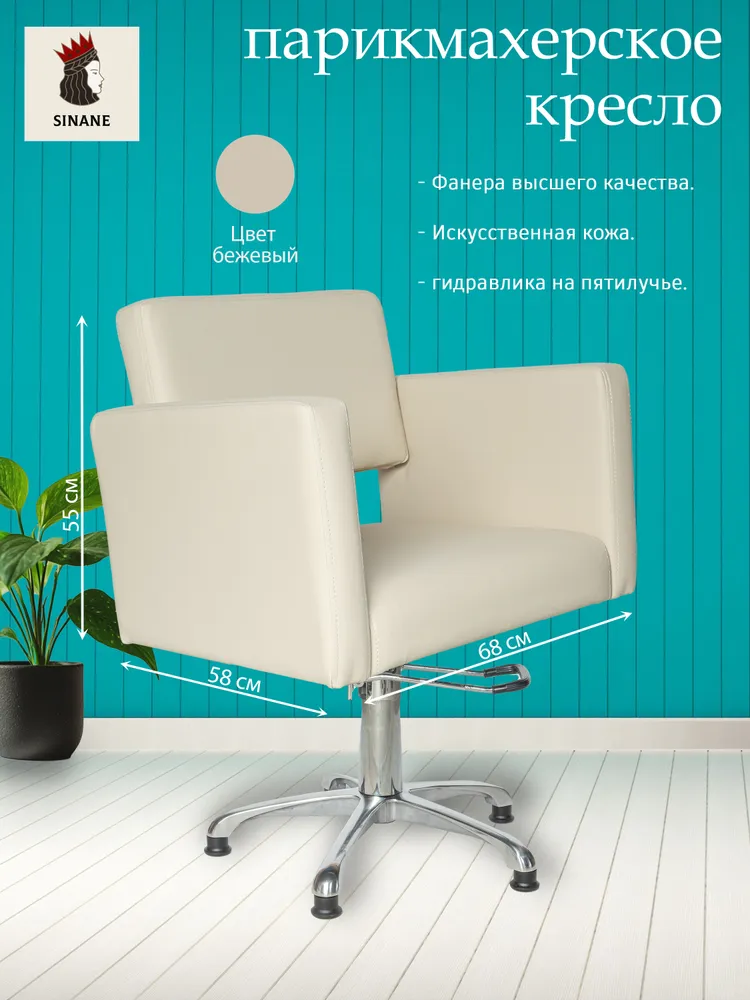 SINANE
парикмахерское
кресло
Цвет
бежевый
- Фанера высшего качества.
- Искусственная кожа.
- гидравлика на пятилучье.
55 см
58 см
68 см